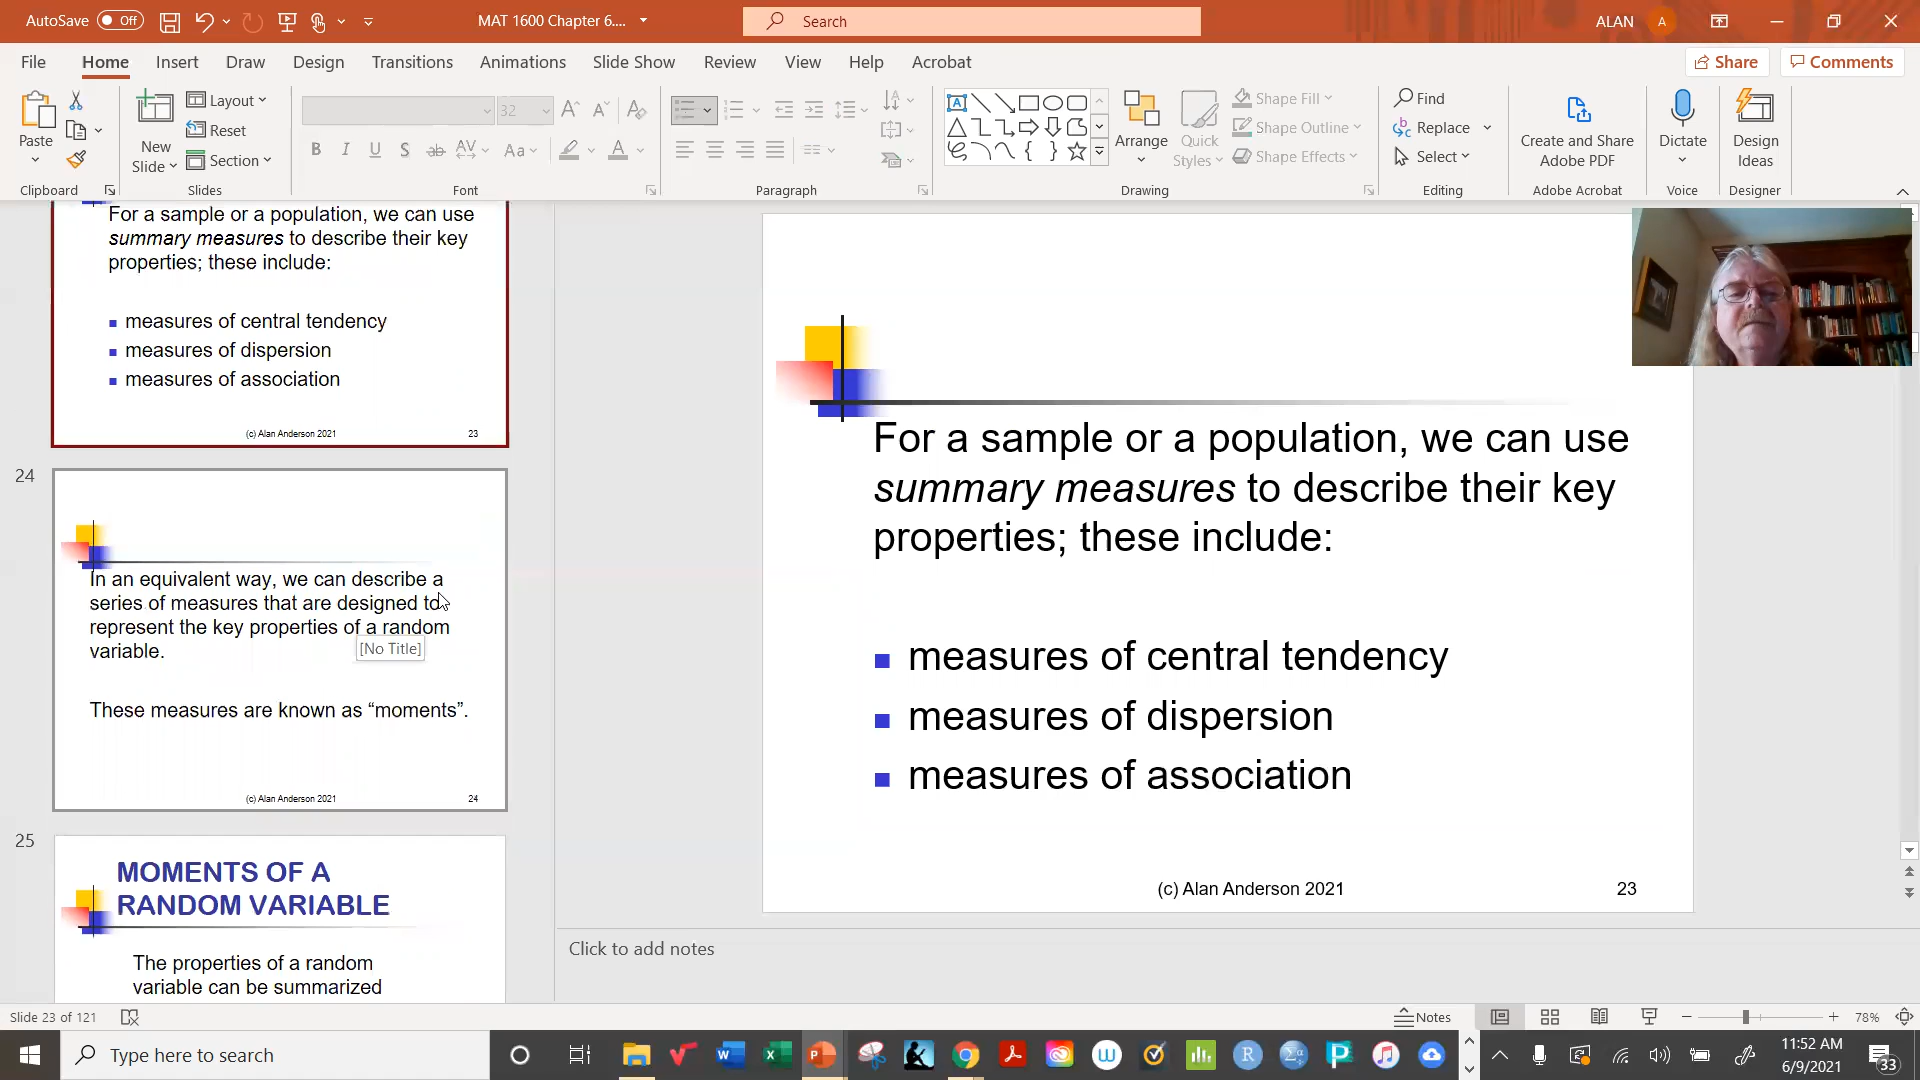 AutoSave Off MAT 1600 Chapter 6.... Search ALAN A
File Home Insert Draw Design Transitions Animations Slide Show Review View Help Acrobat Share Comments
Paste
Clipboard
New
Slide
Layout
Reset
Section
Slides
32
B I U S ab AV Aa A
Font
Paragraph
A
Arrange
Quick
Styles
Shape Fill
Shape Outline
Shape Effects
Drawing
Find
Replace
Select
Editing
Create and Share
Adobe PDF
Adobe Acrobat
Dictate
Voice
Design
Ideas
Designer
For a sample or a population, we can use
summary measures to describe their key
properties; these include:
measures of central tendency
measures of dispersion
measures of association
(c) Alan Anderson 2021 23
24
In an equivalent way, we can describe a
series of measures that are designed to
represent the key properties of a random
variable.
[No Title]
These measures are known as “moments”.
(c) Alan Anderson 2021 24
25
MOMENTS OF A
RANDOM VARIABLE
The properties of a random
variable can be summarized
For a sample or a population, we can use
summary measures to describe their key
properties; these include:
measures of central tendency
measures of dispersion
measures of association
(c) Alan Anderson 2021 23
Click to add notes
Slide 23 of 121 Notes 78%
Type here to search
11:52 AM
6/9/2021
33